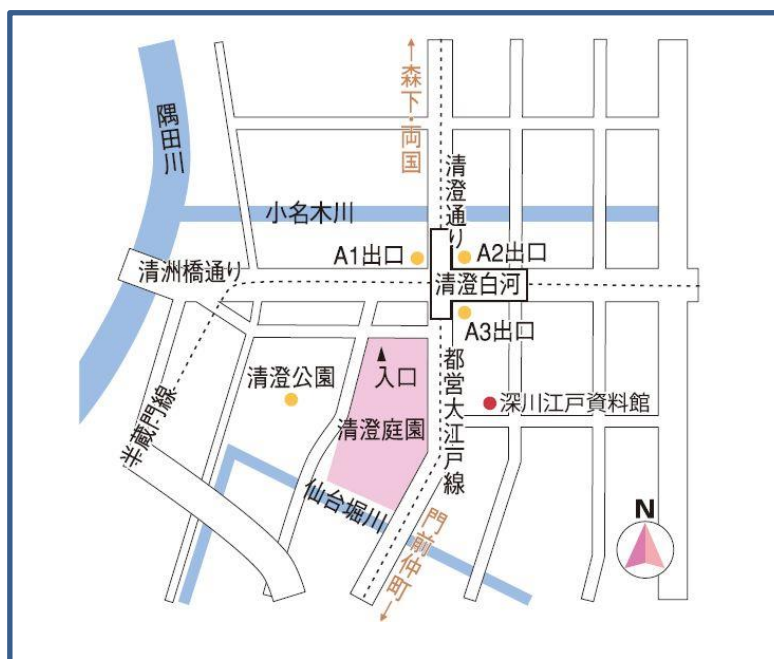 ←森下・両国
隅田川
清澄通り
小名木川
A1出口
A2出口
清洲橋通り
清澄白河
A3出口
入口
清澄公園
都営大江戸線
深川江戸資料館
清澄庭園
半蔵門線
仙台堀川
門前仲町→
N